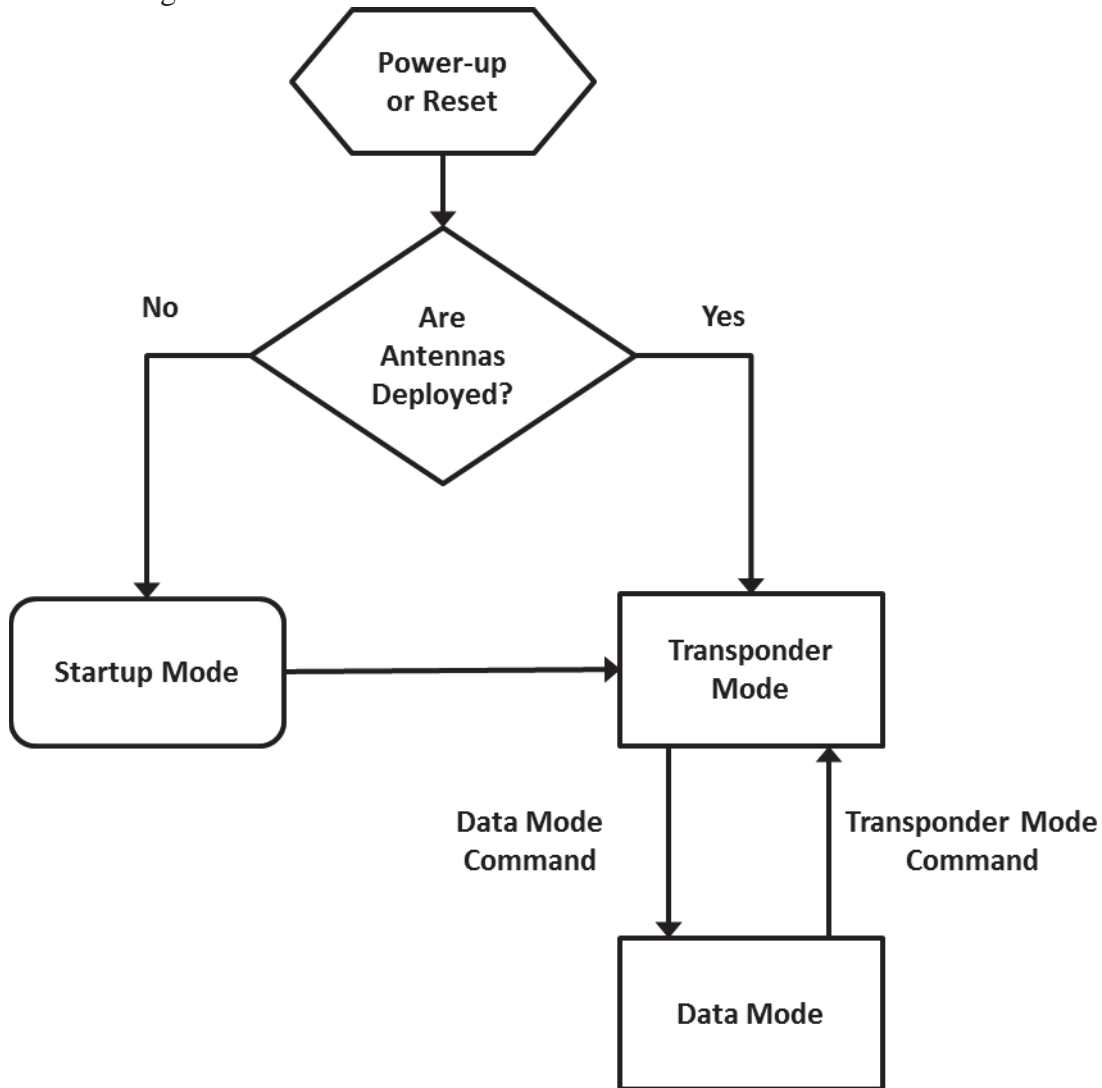 Power-up
or Reset
No
Are
Antennas
Deployed?
Yes
Startup Mode
Transponder
Mode
Data Mode
Command
Transponder Mode
Command
Data Mode